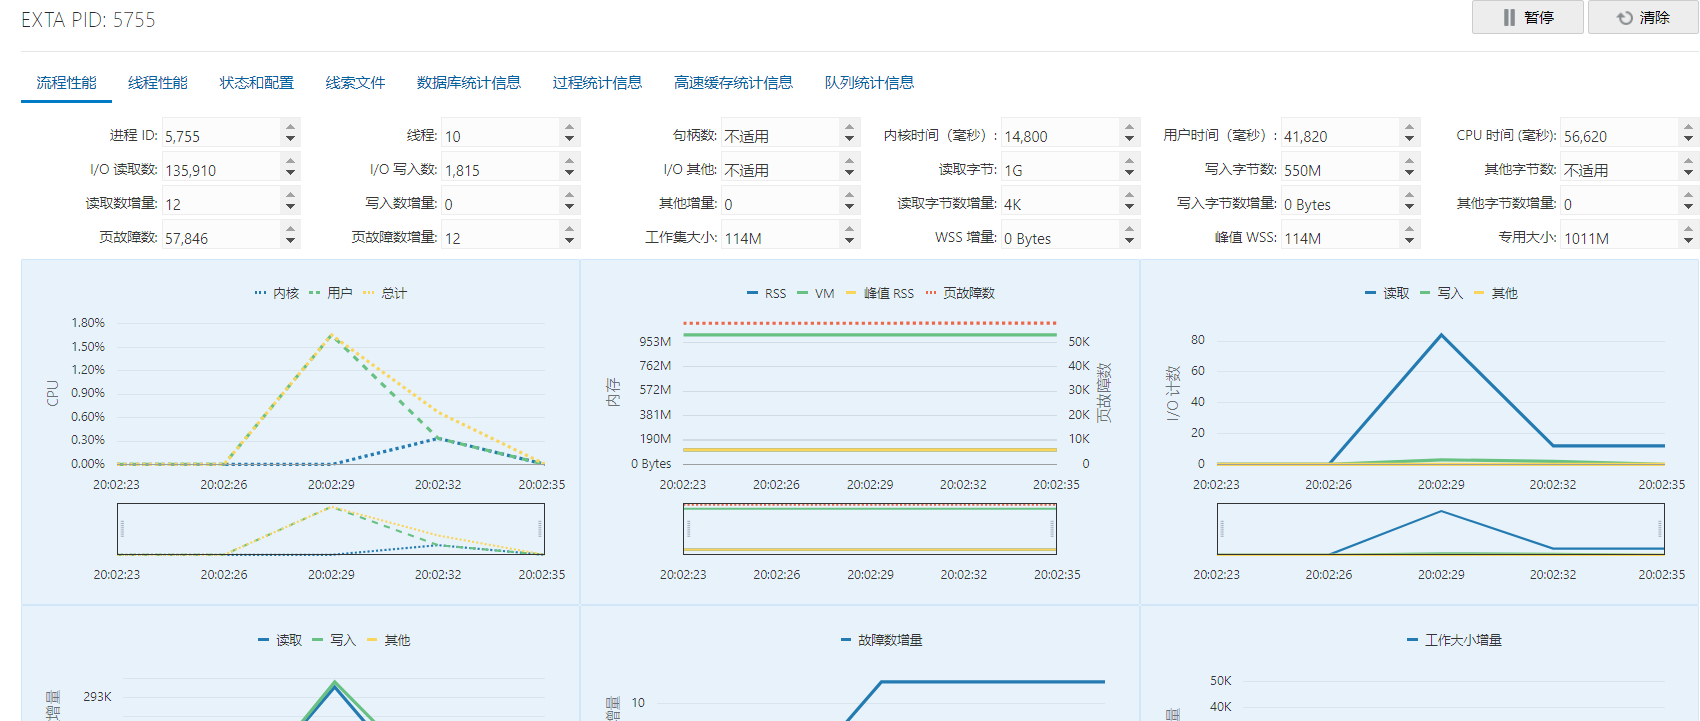 EXTA PID: 5755
暂停 清除
流程性能 线程性能 状态和配置 线索文件 数据库统计信息 过程统计信息 高速缓存统计信息 队列统计信息
进程 ID: 5,755 线程: 10 句柄数: 不适用 内核时间（毫秒）: 14,800 用户时间（毫秒）: 41,820 CPU 时间 (毫秒): 56,620
I/O 读取数: 135,910 I/O 写入数: 1,815 I/O 其他: 不适用 读取字节: 1G 写入字节数: 550M 其他字节数: 不适用
读取数增量: 12 写入数增量: 0 其他增量: 0 读取字节数增量: 4K 写入字节数增量: 0 Bytes 其他字节数增量: 0
页故障数: 57,846 页故障数增量: 12 工作集大小: 114M WSS 增量: 0 Bytes 峰值 WSS: 114M 专用大小: 1011M
内核 用户 总计
1.80%
1.50%
1.20%
0.90%
0.60%
0.30%
0.00%
CPU
20:02:23 20:02:26 20:02:29 20:02:32 20:02:35
20:02:23 20:02:26 20:02:29 20:02:32 20:02:35
RSS VM 峰值 RSS 页故障数
953M 50K
762M 40K
572M 30K
381M 20K
190M 10K
0 Bytes 0
内存
页故障数
20:02:23 20:02:26 20:02:29 20:02:32 20:02:35
20:02:23 20:02:26 20:02:29 20:02:32 20:02:35
读取 写入 其他
80
60
40
20
0
I/O 计数
20:02:23 20:02:26 20:02:29 20:02:32 20:02:35
20:02:23 20:02:26 20:02:29 20:02:32 20:02:35
读取 写入 其他
293K
增量
故障数增量
10
增量
工作大小增量
50K
40K
量